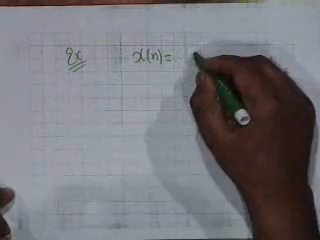 Ex x(n) =